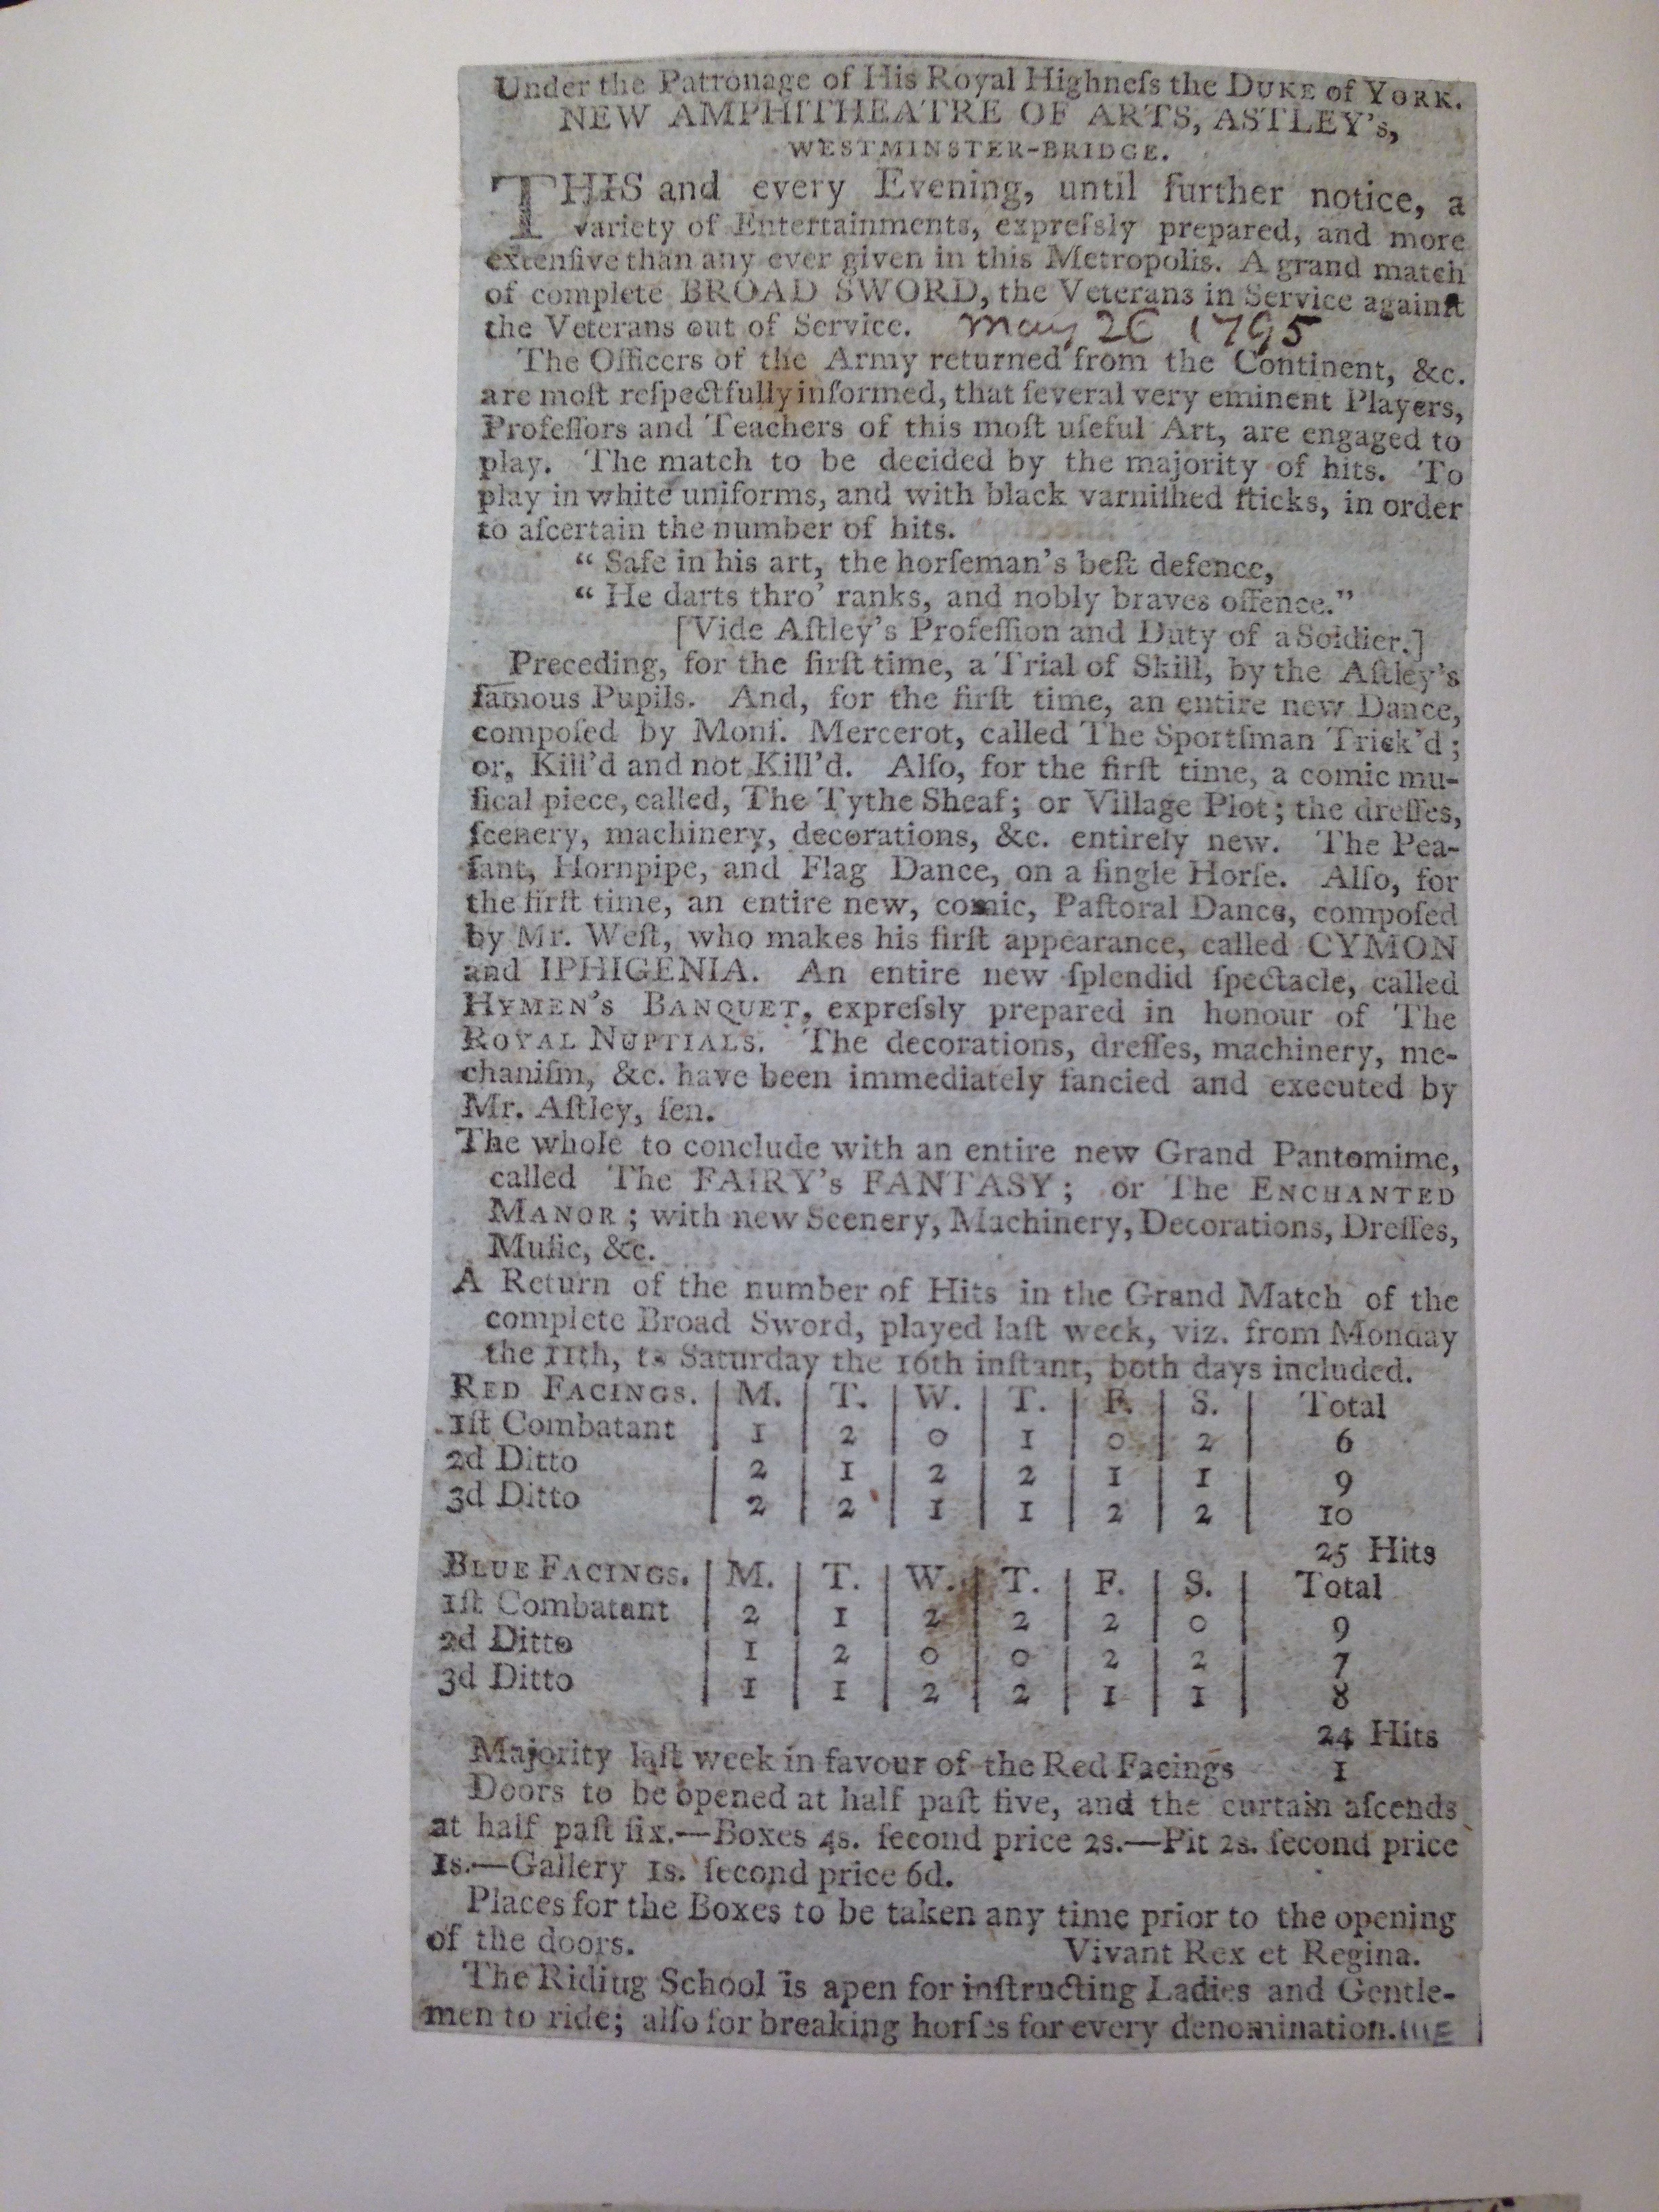 Under the Patronage of His Royal Highneſs the DUKE of YORK.
NEW AMPHITHEATRE OF ARTS, ASTLEY's,
WESTMINSTER-BRIDGE.
THIS and every Evening, until further notice, a
variety of Entertainments, expreſsly prepared, and more
extenſive than any ever given in this Metropolis. A grand match
of complete BROAD SWORD, the Veterans in Service againſt
the Veterans out of Service. May 26 1795
The Officers of the Army returned from the Continent, &c.
are moſt reſpectfully informed, that ſeveral very eminent Players,
Profeſſors and Teachers of this moſt uſeful Art, are engaged to
play. The match to be decided by the majority of hits. To
play in white uniforms, and with black varniſhed ſticks, in order
to aſcertain the number of hits.
“ Safe in his art, the horſeman's beſt defence,
“ He darts thro' ranks, and nobly braves offence.”
[Vide Aſtley's Profeſſion and Duty of a Soldier.]
Preceding, for the firſt time, a Trial of Skill, by the Aſtley's
famous Pupils. And, for the firſt time, an entire new Dance,
compoſed by Monſ. Mercerot, called The Sportſman Trick'd;
or, Kill'd and not Kill'd. Alſo, for the firſt time, a comic mu-
ſical piece, called, The Tythe Sheaf; or Village Plot; the dreſſes,
ſcenery, machinery, decorations, &c. entirely new. The Pea-
ſant, Hornpipe, and Flag Dance, on a ſingle Horſe. Alſo, for
the firſt time, an entire new, comic, Paſtoral Dance, compoſed
by Mr. Weſt, who makes his firſt appearance, called CYMON
and IPHIGENIA. An entire new ſplendid ſpectacle, called
HYMEN'S BANQUET, expreſsly prepared in honour of The
ROYAL NUPTIALS. The decorations, dreſſes, machinery, me-
chaniſm, &c. have been immediately fancied and executed by
Mr. Aſtley, ſen.
The whole to conclude with an entire new Grand Pantomime,
called The FAIRY's FANTASY; or The ENCHANTED
MANOR; with new Scenery, Machinery, Decorations, Dreſſes,
Muſic, &c.
A Return of the number of Hits in the Grand Match of the
complete Broad Sword, played laſt week, viz. from Monday
the 11th, to Saturday the 16th inſtant, both days included.
RED FACINGS. | M. | T. | W. | T. | F. | S. | Total
1ſt Combatant | 1 | 2 | 0 | 1 | 0 | 2 | 6
2d Ditto | 2 | 1 | 2 | 2 | 1 | 1 | 9
3d Ditto | 2 | 2 | 1 | 1 | 2 | 2 | 10
25 Hits
BLUE FACINGS. | M. | T. | W. | T. | F. | S. | Total
1ſt Combatant | 2 | 1 | 2 | 2 | 2 | 0 | 9
2d Ditto | 1 | 2 | 0 | 0 | 2 | 2 | 7
3d Ditto | 1 | 1 | 2 | 2 | 1 | 1 | 8
24 Hits
Majority laſt week in favour of the Red Facings 1
Doors to be opened at half paſt five, and the curtain aſcends
at half paſt ſix.—Boxes 4s. ſecond price 2s.—Pit 2s. ſecond price
1s.—Gallery 1s. ſecond price 6d.
Places for the Boxes to be taken any time prior to the opening
of the doors. Vivant Rex et Regina.
The Ridiug School is apen for inſtructing Ladies and Gentle-
men to ride; alſo for breaking horſes for every denomination.